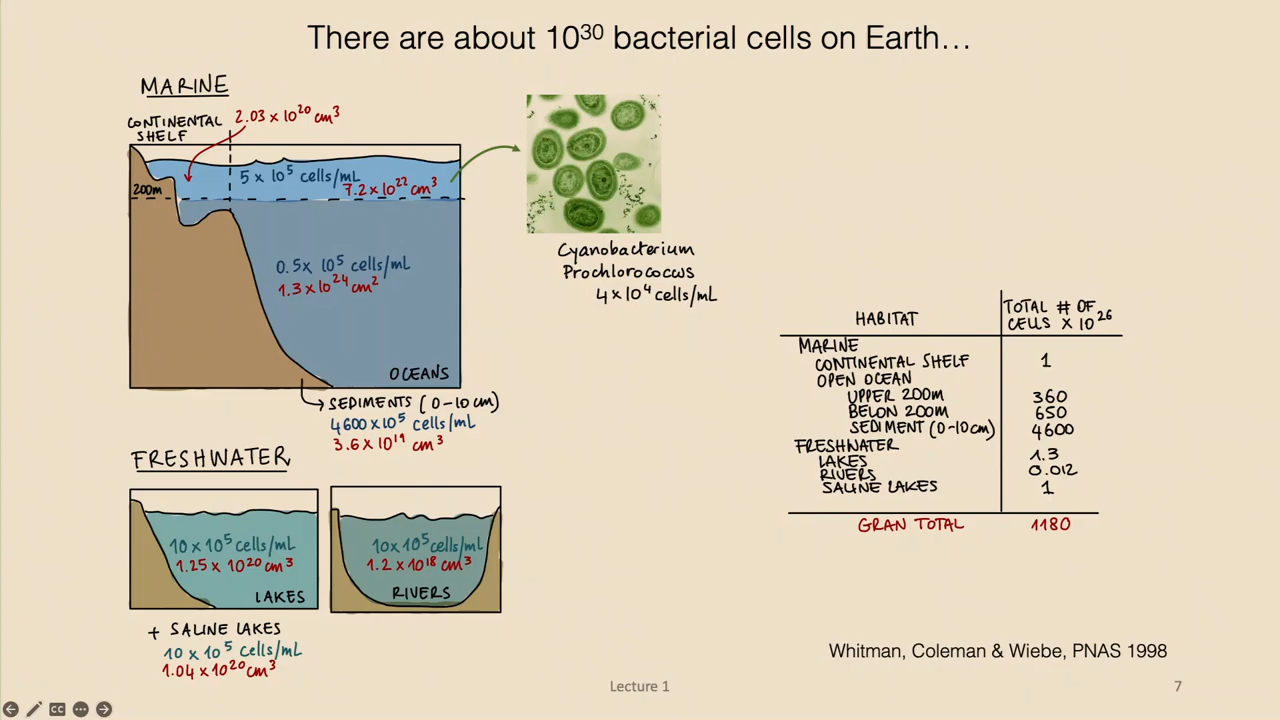 There are about 10³⁰ bacterial cells on Earth…
MARINE
CONTINENTAL
SHELF
2.03 x 10²⁰ cm³
200m
5 x 10⁵ cells/mL
7.2 x 10²² cm³
0.5 x 10⁵ cells/mL
1.3 x 10²⁴ cm²
OCEANS
SEDIMENTS (0-10 cm)
4600 x 10⁵ cells/mL
3.6 x 10¹⁹ cm³
Cyanobacterium
Prochlorococcus
4 x 10⁴ cells/mL
FRESHWATER
10 x 10⁵ cells/mL
1.25 x 10²⁰ cm³
LAKES
10 x 10⁵ cells/mL
1.2 x 10¹⁸ cm³
RIVERS
+ SALINE LAKES
10 x 10⁵ cells/mL
1.04 x 10²⁰ cm³
HABITAT TOTAL # OF CELLS x 10²⁶
MARINE
CONTINENTAL SHELF 1
OPEN OCEAN
UPPER 200M 360
BELOW 200M 650
SEDIMENT (0-10cm) 4600
FRESHWATER
LAKES 1.3
RIVERS 0.012
SALINE LAKES 1
GRAN TOTAL 1180
Whitman, Coleman & Wiebe, PNAS 1998
Lecture 1
7
CC